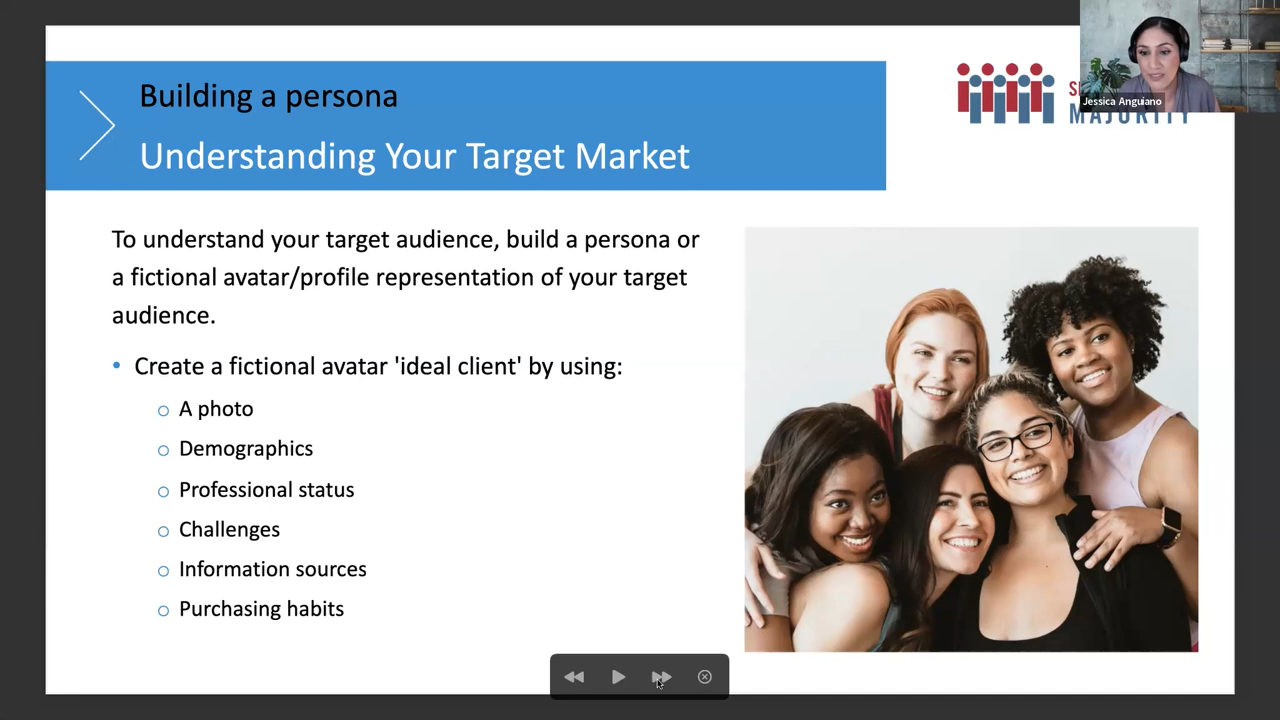 Building a persona
Understanding Your Target Market
MAJORITY
Jessica Anguiano
To understand your target audience, build a persona or
a fictional avatar/profile representation of your target
audience.
• Create a fictional avatar 'ideal client' by using:
○ A photo
○ Demographics
○ Professional status
○ Challenges
○ Information sources
○ Purchasing habits